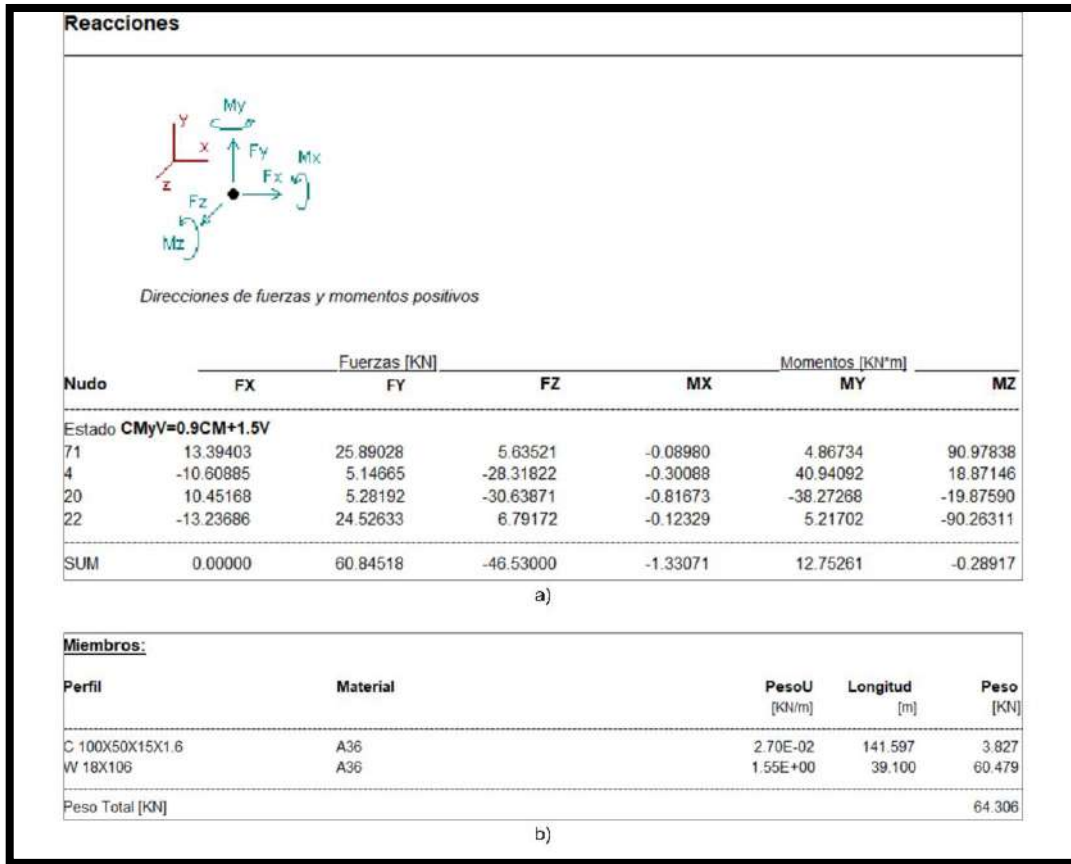 Reacciones
My
Y
X
Fy
Mx
Fx
Z
Fz
Mz
Direcciones de fuerzas y momentos positivos
Fuerzas [KN] Momentos [KN*m]
Nudo FX FY FZ MX MY MZ
Estado CMyV=0.9CM+1.5V
71 13.39403 25.89028 5.63521 -0.08980 4.86734 90.97838
4 -10.60885 5.14665 -28.31822 -0.30088 40.94092 18.87146
20 10.45168 5.28192 -30.63871 -0.81673 -38.27268 -19.87590
22 -13.23686 24.52633 6.79172 -0.12329 5.21702 -90.26311
SUM 0.00000 60.84518 -46.53000 -1.33071 12.75261 -0.28917
a)
Miembros:
Perfil Material PesoU Longitud Peso
[KN/m] [m] [KN]
C 100X50X15X1.6 A36 2.70E-02 141.597 3.827
W 18X106 A36 1.55E+00 39.100 60.479
Peso Total [KN] 64.306
b)